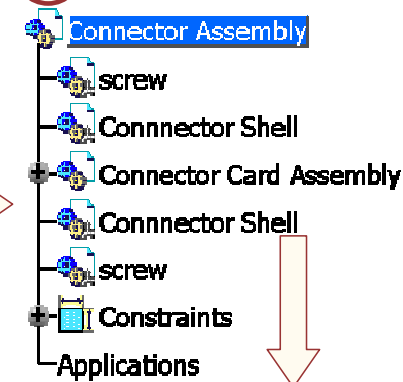 Connector Assembly
screw
Connnector Shell
Connector Card Assembly
Connnector Shell
screw
Constraints
Applications